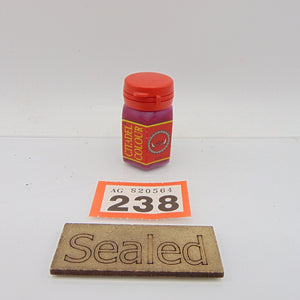 CITADEL
COLOUR
AG S20564
238
Sealed